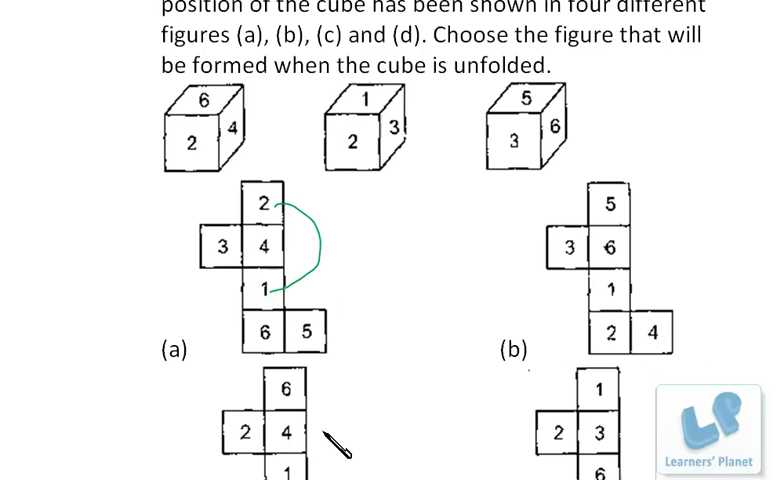 position of the cube has been shown in four different
figures (a), (b), (c) and (d). Choose the figure that will
be formed when the cube is unfolded.
6
2 4
1
2 3
5
3 6
2
3 4
1
6 5
(a)
5
3 6
1
2 4
(b)
6
2 4
1
1
2 3
6
LP
Learners' Planet